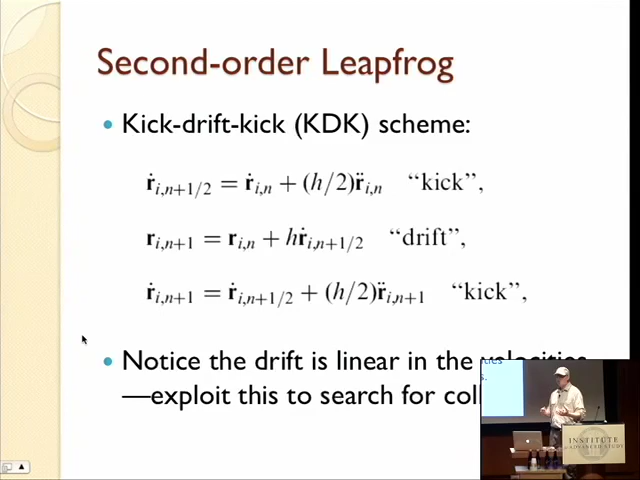 Second-order Leapfrog
• Kick-drift-kick (KDK) scheme:
ṙ_{i,n+1/2} = ṙ_{i,n} + (h/2)r̈_{i,n} “kick”,
r_{i,n+1} = r_{i,n} + hṙ_{i,n+1/2} “drift”,
ṙ_{i,n+1} = ṙ_{i,n+1/2} + (h/2)r̈_{i,n+1} “kick”,
• Notice the drift is linear in the velocities
—exploit this to search for
INSTITUTE
ADVANCED STUDY